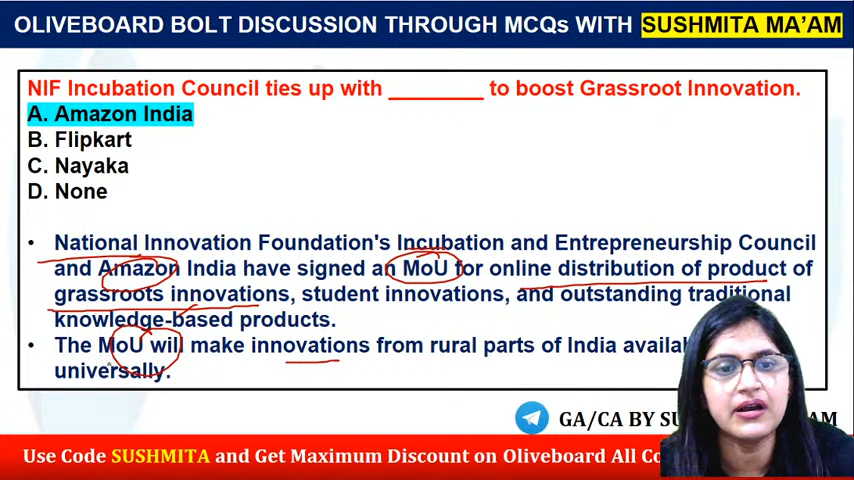 OLIVEBOARD BOLT DISCUSSION THROUGH MCQs WITH SUSHMITA MA'AM
NIF Incubation Council ties up with ________ to boost Grassroot Innovation.
A. Amazon India
B. Flipkart
C. Nayaka
D. None
• National Innovation Foundation's Incubation and Entrepreneurship Council
and Amazon India have signed an MoU for online distribution of product of
grassroots innovations, student innovations, and outstanding traditional
knowledge-based products.
• The MoU will make innovations from rural parts of India
universally.
GA/CA BY
Use Code SUSHMITA and Get Maximum Discount on Oliveboard All